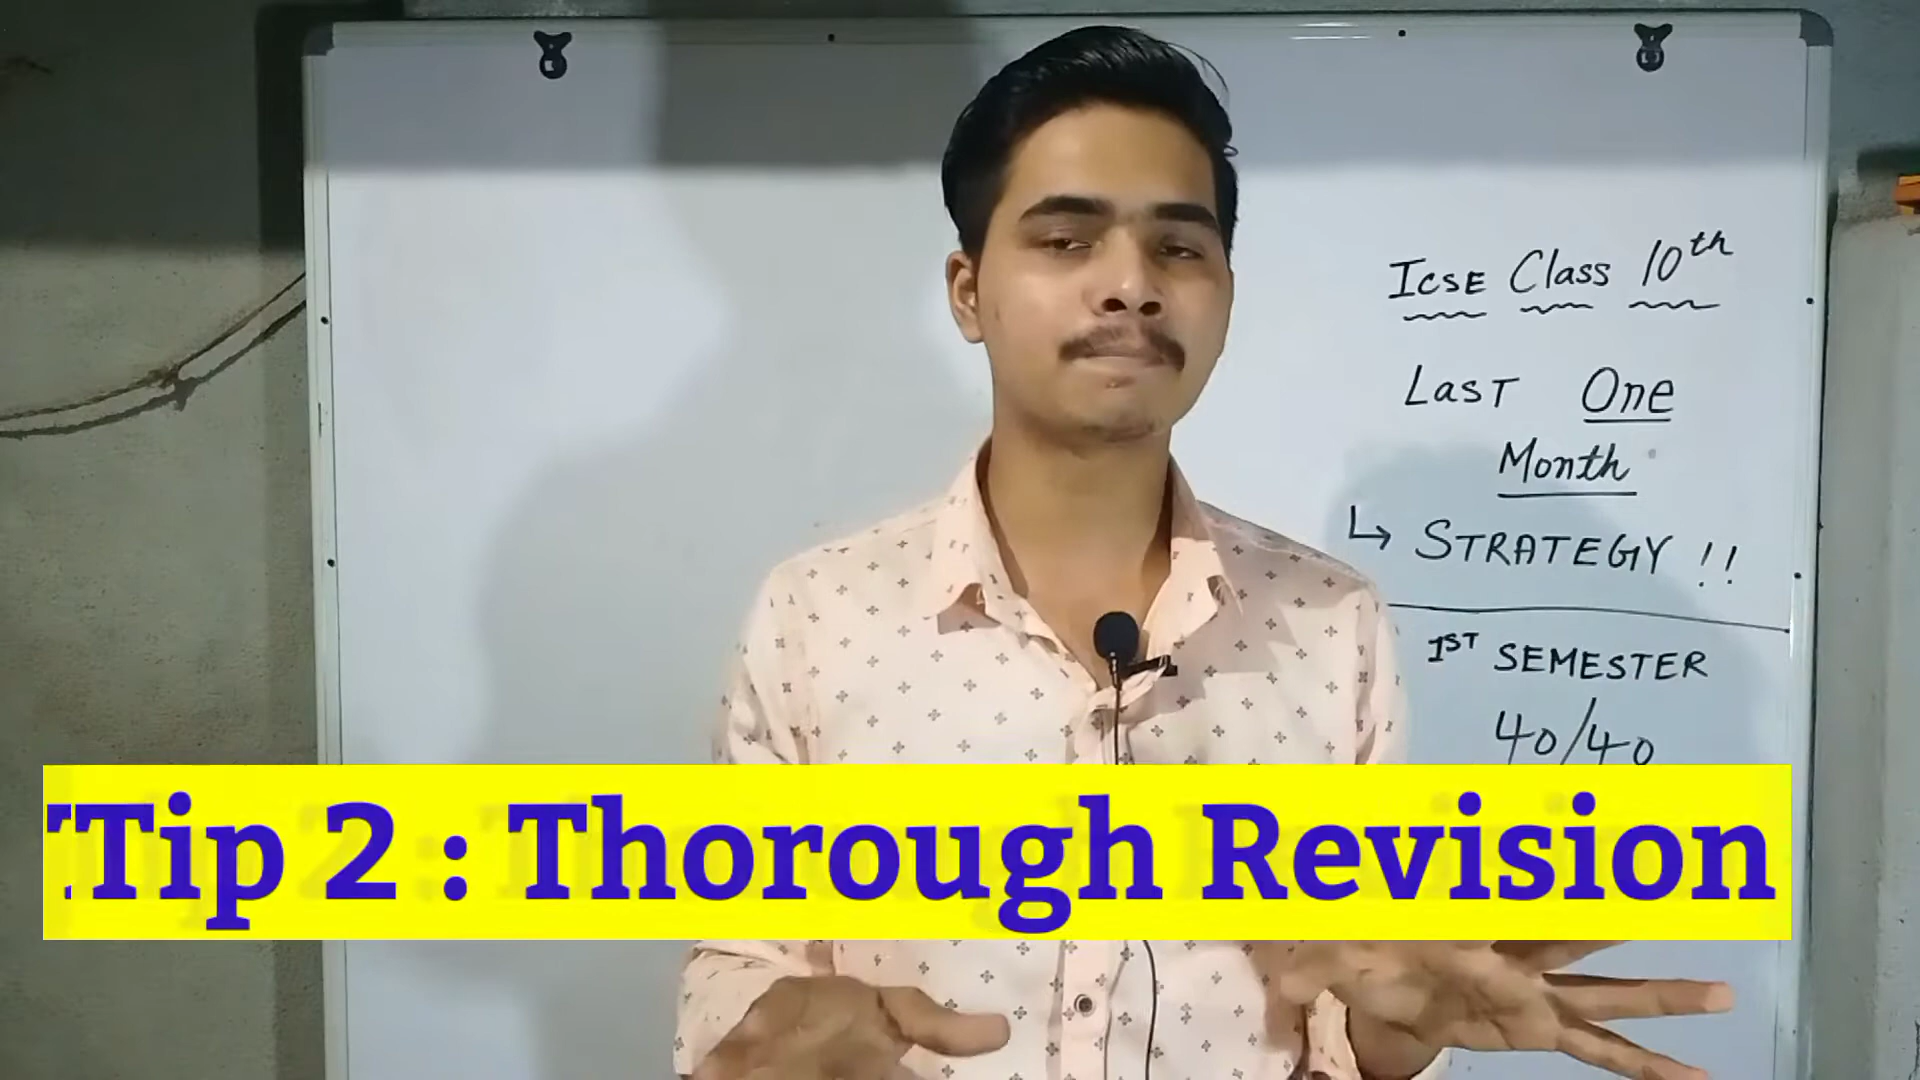 ICSE Class 10th
LAST One
Month
↳ STRATEGY !!
1ST SEMESTER
40/40
Tip 2 : Thorough Revision